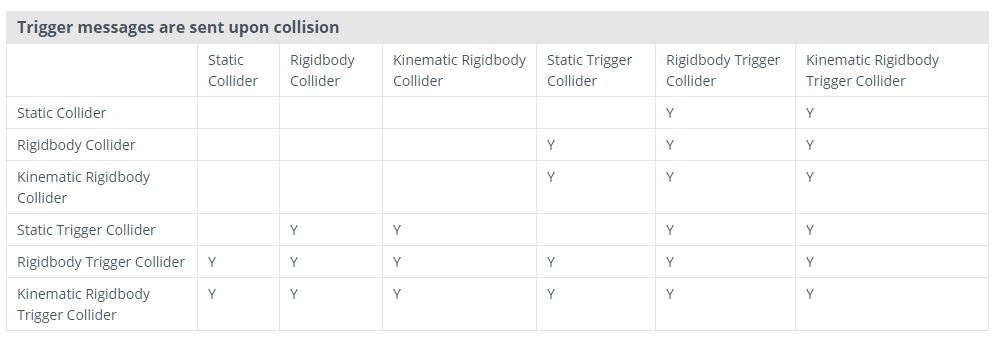 Trigger messages are sent upon collision
Static Rigidbody Kinematic Rigidbody Static Trigger Rigidbody Trigger Kinematic Rigidbody
Collider Collider Collider Collider Collider Trigger Collider
Static Collider Y Y
Rigidbody Collider Y Y Y
Kinematic Rigidbody Y Y Y
Collider
Static Trigger Collider Y Y Y Y
Rigidbody Trigger Collider Y Y Y Y Y Y
Kinematic Rigidbody Y Y Y Y Y Y
Trigger Collider